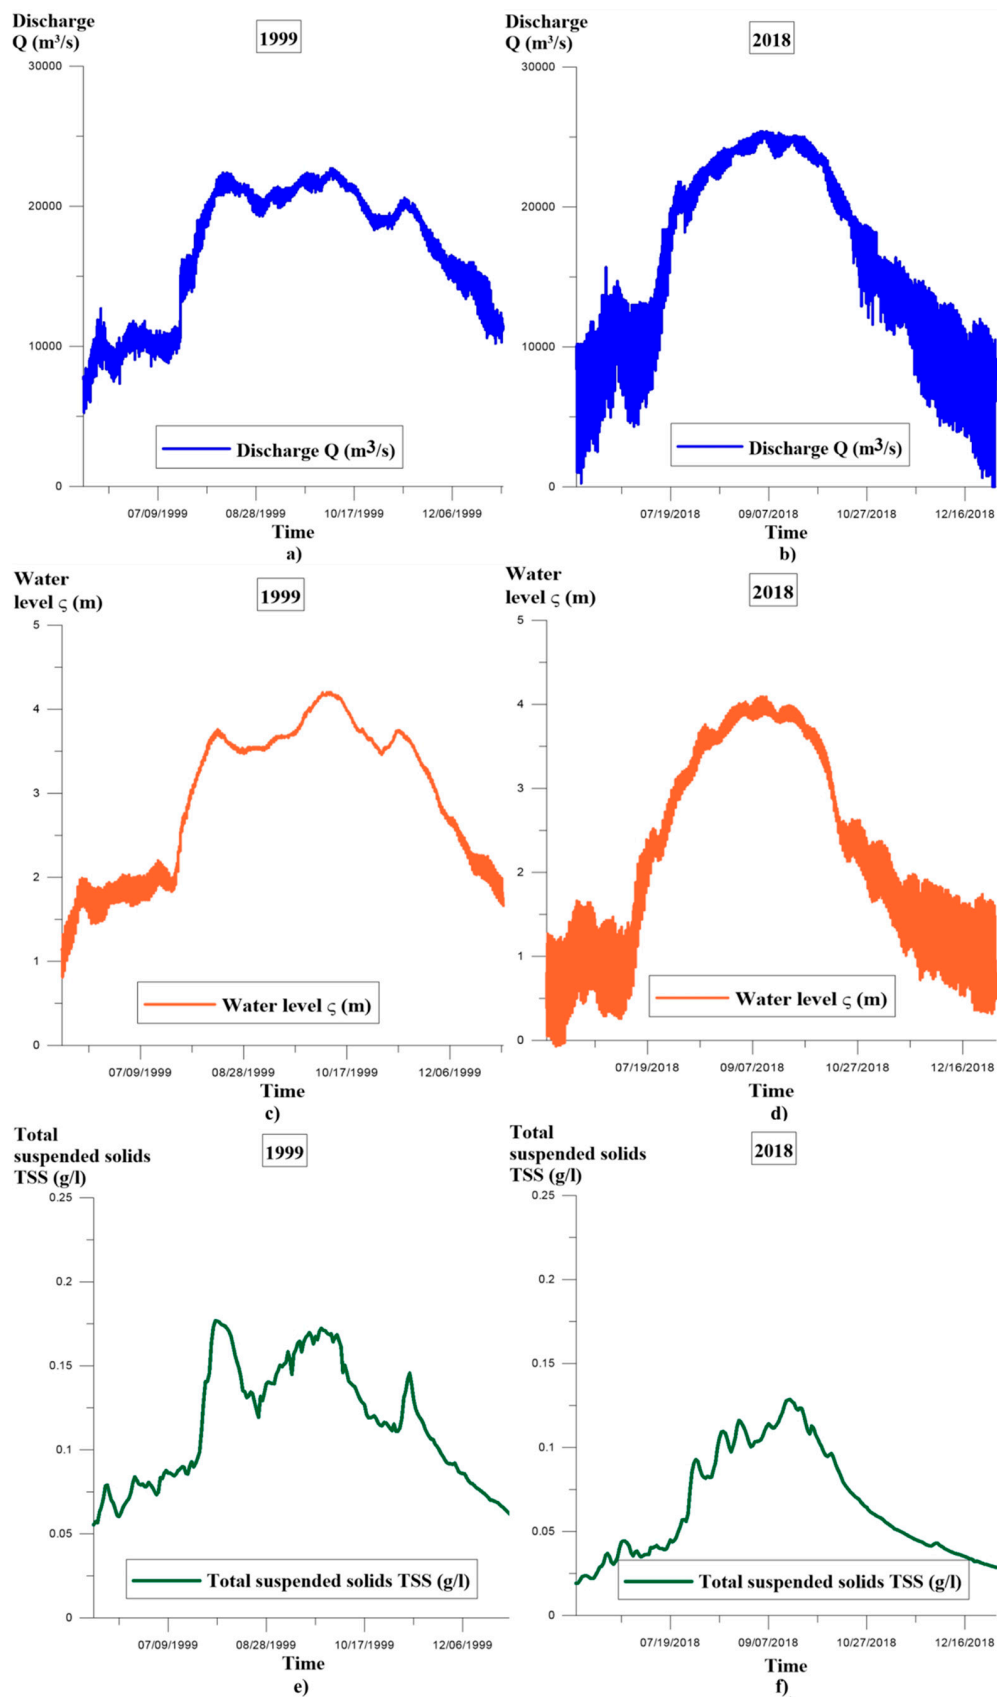 Discharge
Q (m³/s)
1999
30000
20000
10000
0
Discharge Q (m3/s)
07/09/1999 08/28/1999 10/17/1999 12/06/1999
Time
a)
Discharge
Q (m³/s)
2018
30000
20000
10000
0
Discharge Q (m3/s)
07/19/2018 09/07/2018 10/27/2018 12/16/2018
Time
b)
Water
level ς (m)
1999
5
4
3
2
1
0
Water level ς (m)
07/09/1999 08/28/1999 10/17/1999 12/06/1999
Time
c)
Water
level ς (m)
2018
5
4
3
2
1
0
Water level ς (m)
07/19/2018 09/07/2018 10/27/2018 12/16/2018
Time
d)
Total
suspended solids
TSS (g/l)
1999
0.25
0.2
0.15
0.1
0.05
0
Total suspended solids TSS (g/l)
07/09/1999 08/28/1999 10/17/1999 12/06/1999
Time
e)
Total
suspended solids
TSS (g/l)
2018
0.25
0.2
0.15
0.1
0.05
0
Total suspended solids TSS (g/l)
07/19/2018 09/07/2018 10/27/2018 12/16/2018
Time
f)